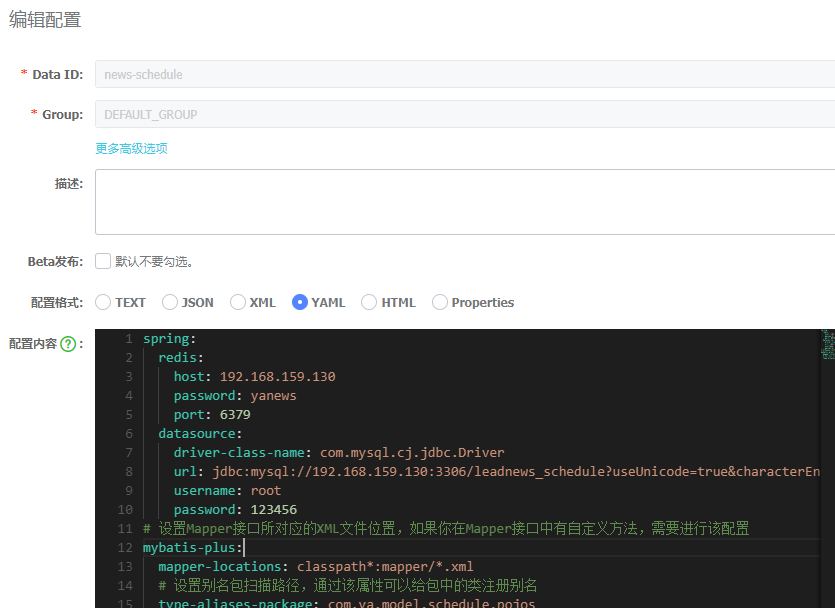 编辑配置
* Data ID: news-schedule
* Group: DEFAULT_GROUP
更多高级选项
描述:
Beta发布: 默认不要勾选。
配置格式: TEXT JSON XML YAML HTML Properties
配置内容 ? :
1 spring:
2 redis:
3 host: 192.168.159.130
4 password: yanews
5 port: 6379
6 datasource:
7 driver-class-name: com.mysql.cj.jdbc.Driver
8 url: jdbc:mysql://192.168.159.130:3306/leadnews_schedule?useUnicode=true&characterEn
9 username: root
10 password: 123456
11 # 设置Mapper接口所对应的XML文件位置，如果你在Mapper接口中有自定义方法，需要进行该配置
12 mybatis-plus:
13 mapper-locations: classpath*:mapper/*.xml
14 # 设置别名包扫描路径，通过该属性可以给包中的类注册别名
15 type-aliases-package: com.ya.model.schedule.pojos